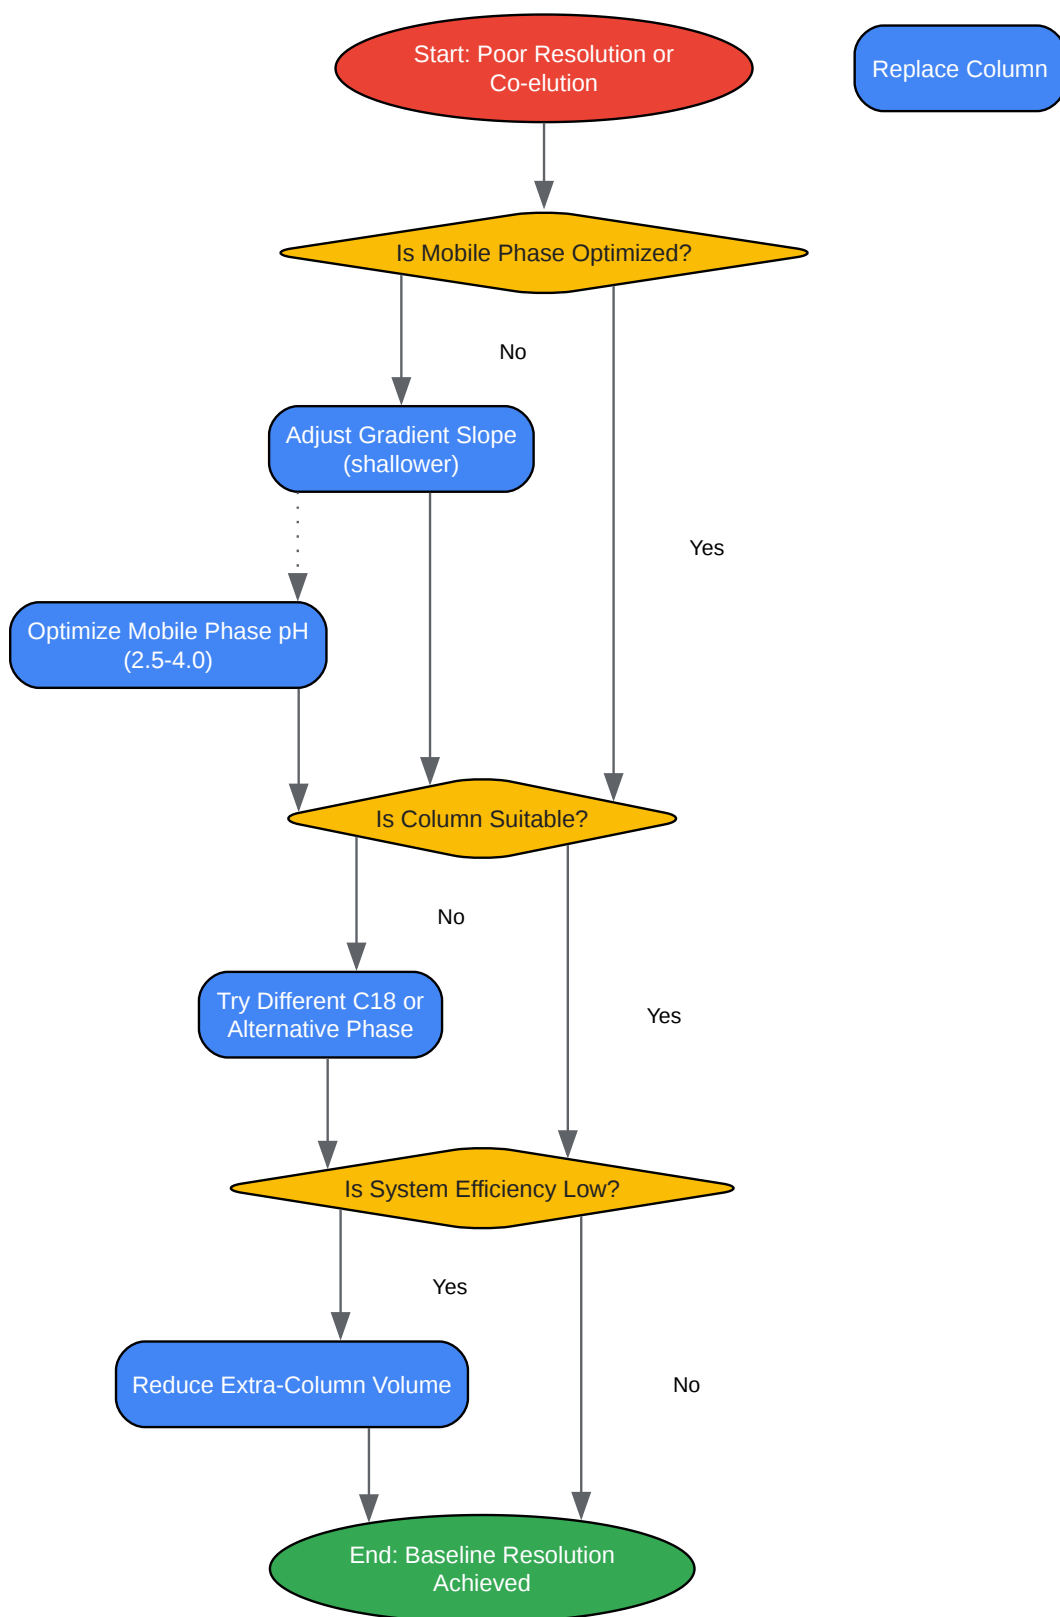 Start: Poor Resolution or
Co-elution
Replace Column
Is Mobile Phase Optimized?
No
Adjust Gradient Slope
(shallower)
Yes
Optimize Mobile Phase pH
(2.5-4.0)
Is Column Suitable?
No
Try Different C18 or
Alternative Phase
Yes
Is System Efficiency Low?
Yes
Reduce Extra-Column Volume
No
End: Baseline Resolution
Achieved